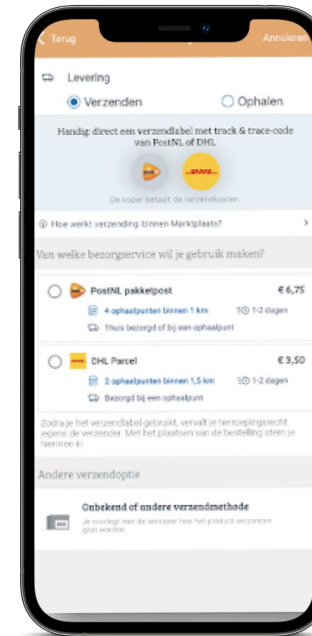 Terug
Annuleren
Levering
Verzenden
Ophalen
Handig: direct een verzendlabel met track & trace-code
van PostNL of DHL
De koper betaalt de verzendkosten.
Hoe werkt verzending binnen Marktplaats?
Van welke bezorgservice wil je gebruik maken?
PostNL pakketpost € 6,75
4 ophaalpunten binnen 1 km 1-2 dagen
Thuis bezorgd of bij een ophaalpunt
DHL Parcel € 3,50
2 ophaalpunten binnen 1,5 km 1-2 dagen
Bezorgd bij een ophaalpunt
Zodra je het verzendlabel gebruikt, vervalt je herroepingsrecht
jegens de verzender. Met het plaatsen van de bestelling stem je
hiermee in.
Andere verzendoptie
Onbekend of andere verzendmethode
Je overlegt met de verkoper hoe het product verzonden
gaat worden.